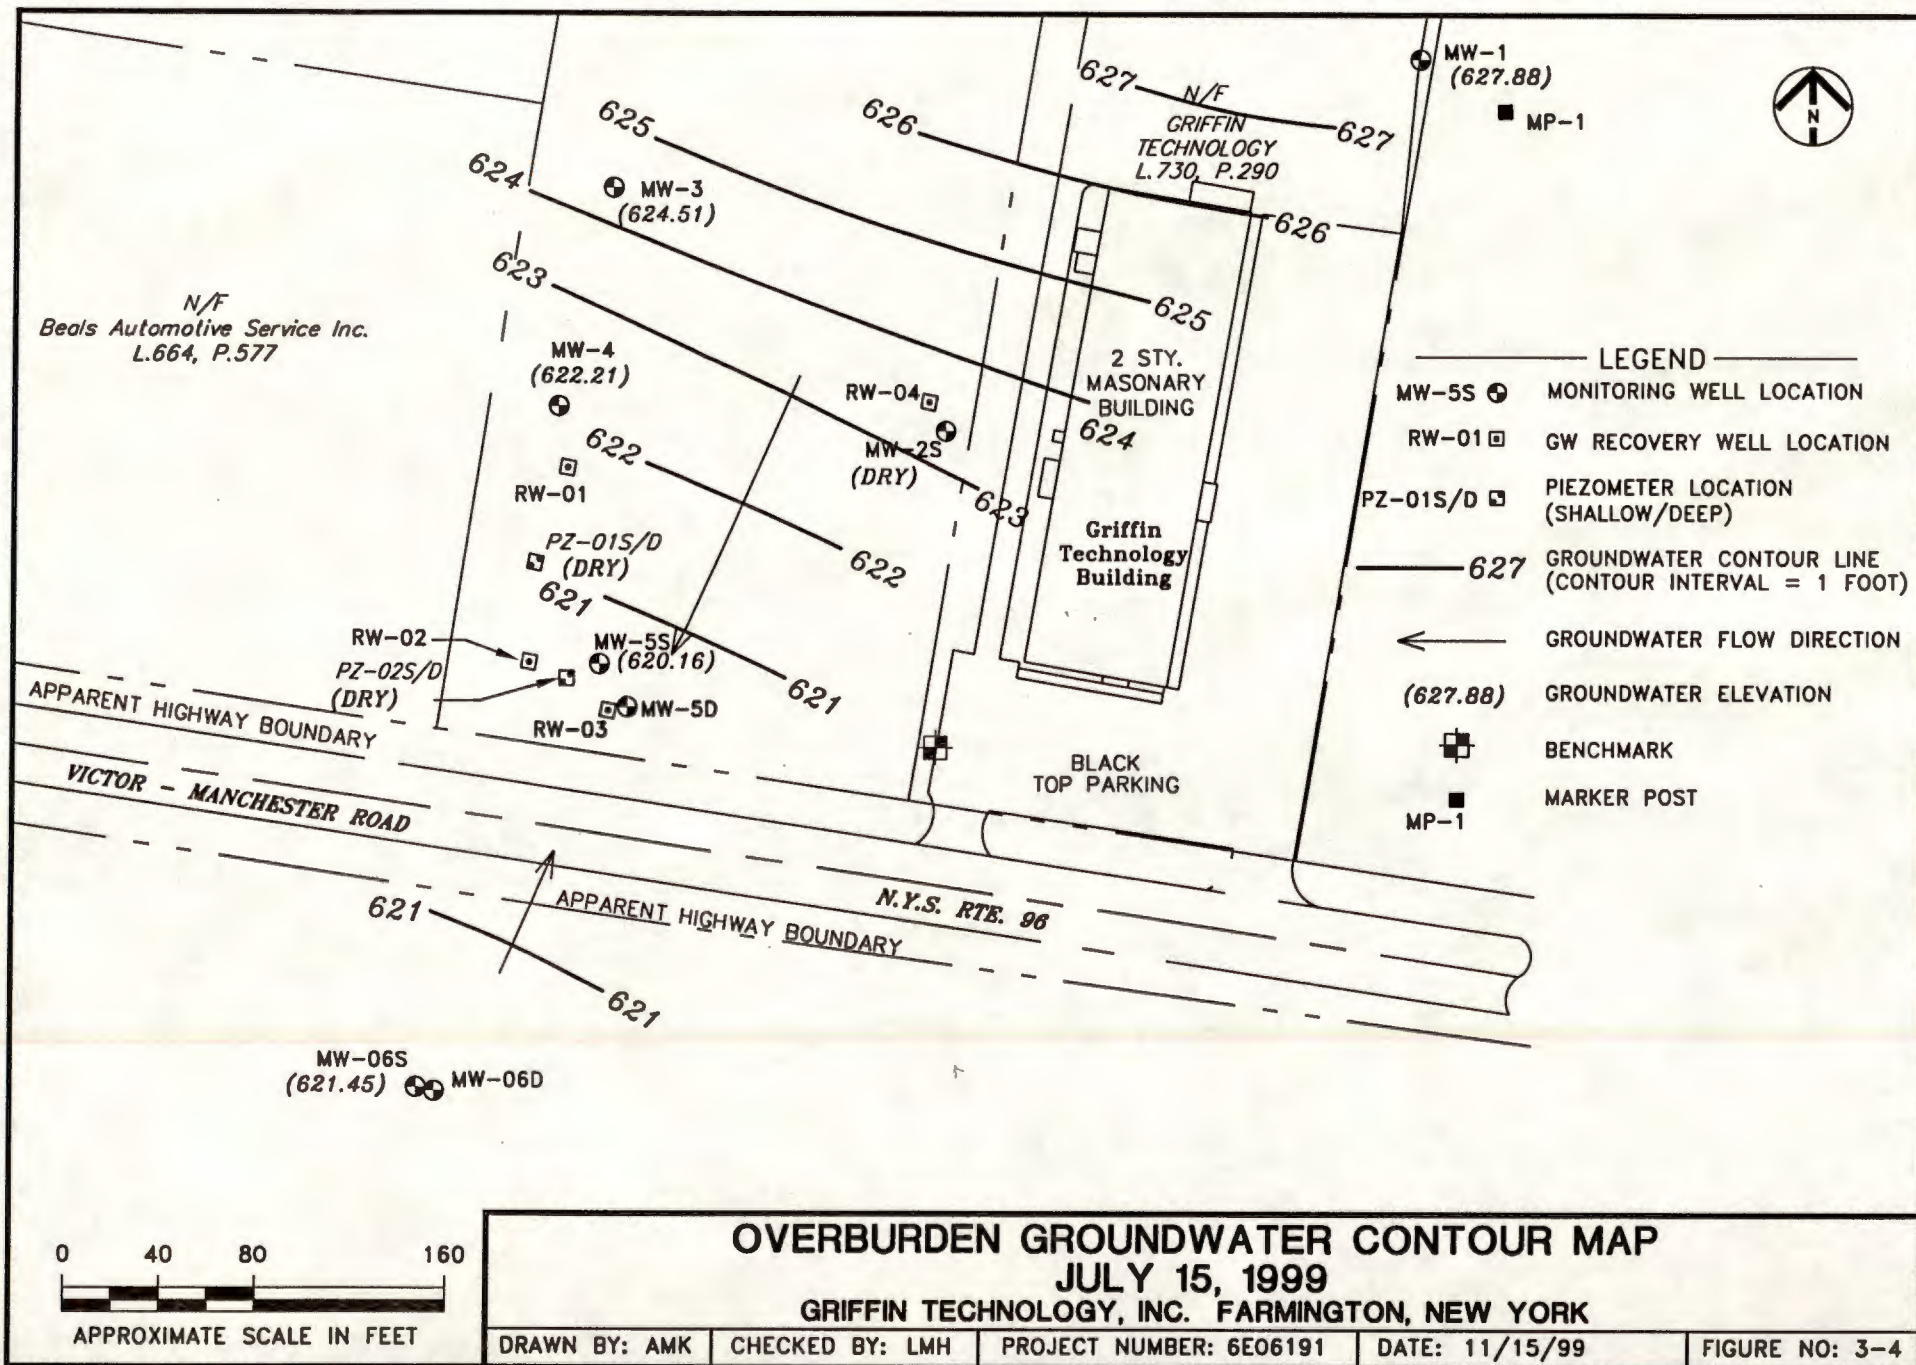 MW-1
(627.88)
MP-1
N
627
N/F
GRIFFIN
TECHNOLOGY
L.730, P.290
627
625
626
624
MW-3
(624.51)
626
623
N/F
Beals Automotive Service Inc.
L.664, P.577
625
MW-4
(622.21)
2 STY.
MASONARY
BUILDING
RW-04
624
622
MW-2S
(DRY)
RW-01
623
Griffin
Technology
Building
PZ-01S/D
(DRY)
622
621
RW-02
MW-5S
(620.16)
PZ-02S/D
(DRY)
621
MW-5D
RW-03
APPARENT HIGHWAY BOUNDARY
BLACK
TOP PARKING
VICTOR - MANCHESTER ROAD
N.Y.S. RTE. 96
621
APPARENT HIGHWAY BOUNDARY
621
MW-06S
(621.45)
MW-06D
LEGEND
MW-5S MONITORING WELL LOCATION
RW-01 GW RECOVERY WELL LOCATION
PZ-01S/D PIEZOMETER LOCATION
(SHALLOW/DEEP)
627 GROUNDWATER CONTOUR LINE
(CONTOUR INTERVAL = 1 FOOT)
GROUNDWATER FLOW DIRECTION
(627.88) GROUNDWATER ELEVATION
BENCHMARK
MARKER POST
MP-1
0 40 80 160
APPROXIMATE SCALE IN FEET
OVERBURDEN GROUNDWATER CONTOUR MAP
JULY 15, 1999
GRIFFIN TECHNOLOGY, INC. FARMINGTON, NEW YORK
DRAWN BY: AMK CHECKED BY: LMH PROJECT NUMBER: 6E06191 DATE: 11/15/99 FIGURE NO: 3-4